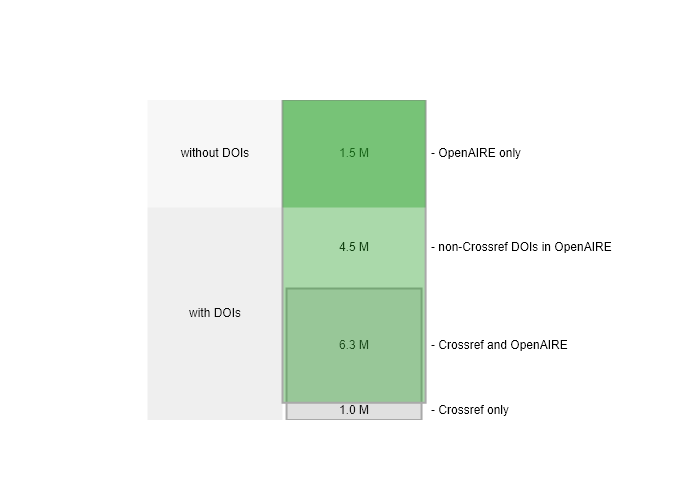 without DOIs 1.5 M - OpenAIRE only
4.5 M - non-Crossref DOIs in OpenAIRE
with DOIs
6.3 M - Crossref and OpenAIRE
1.0 M - Crossref only